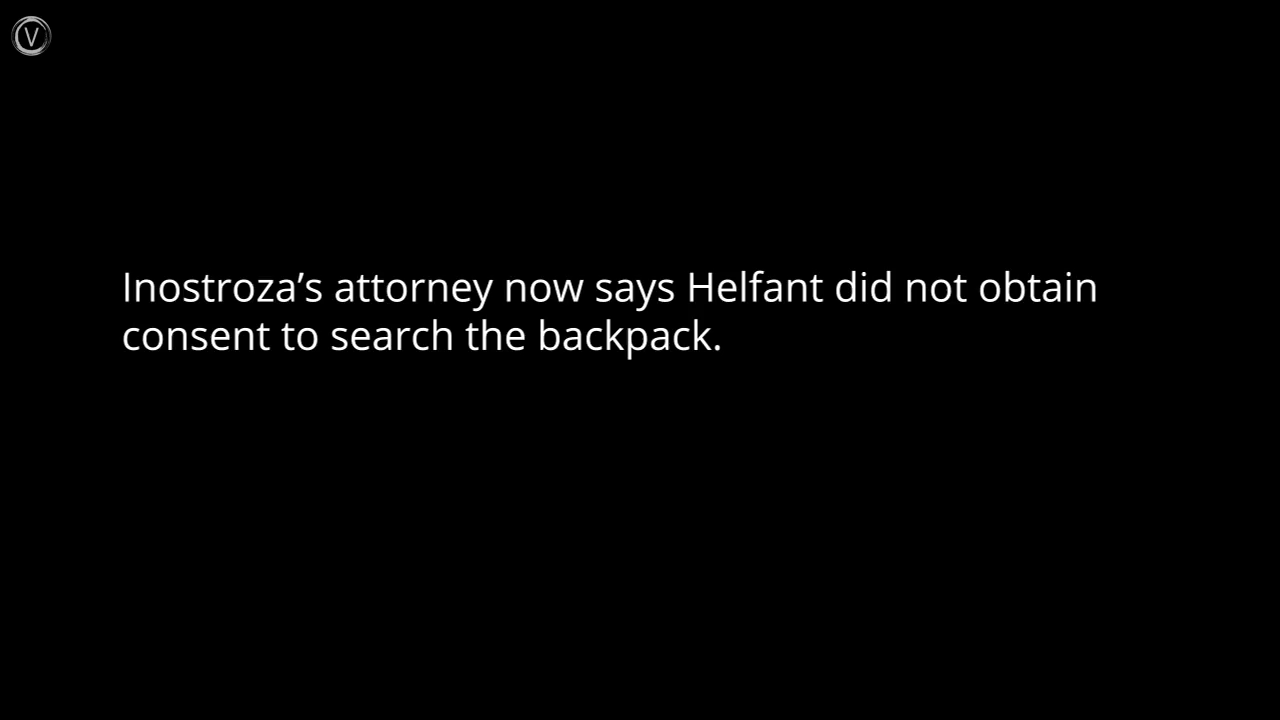 V
Inostroza’s attorney now says Helfant did not obtain
consent to search the backpack.